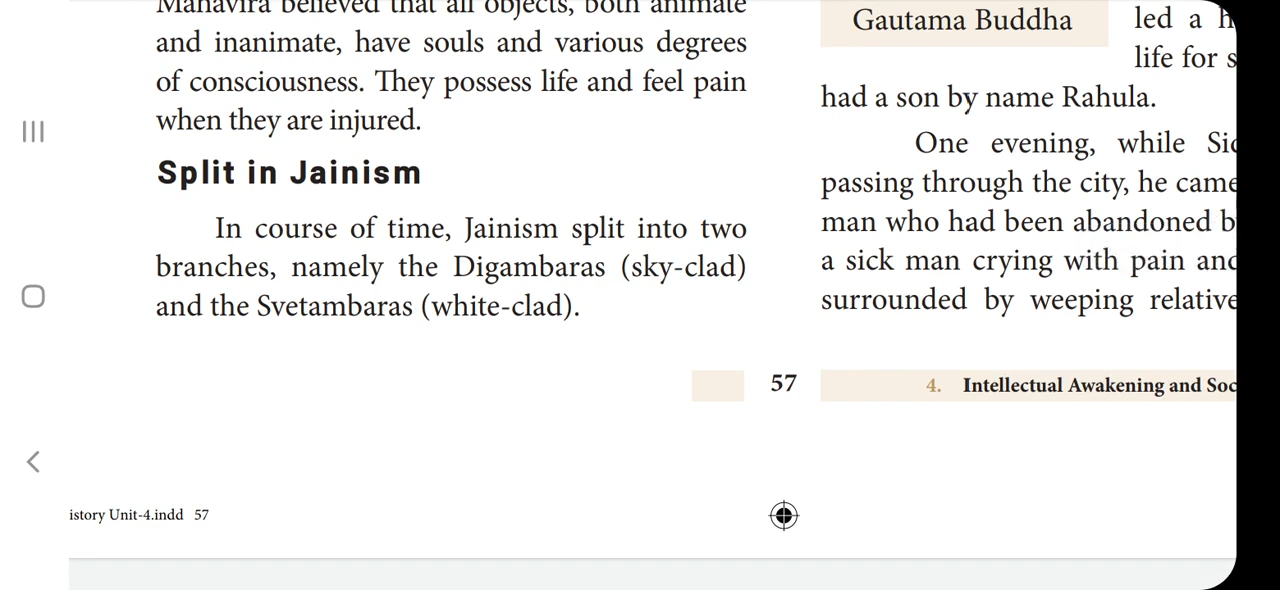 Mahavira believed that all objects, both animate
and inanimate, have souls and various degrees
of consciousness. They possess life and feel pain
when they are injured.
Split in Jainism
In course of time, Jainism split into two
branches, namely the Digambaras (sky-clad)
and the Svetambaras (white-clad).
Gautama Buddha
led a
life for
had a son by name Rahula.
One evening, while
passing through the city, he came
man who had been abandoned
a sick man crying with pain
surrounded by weeping
57
4. Intellectual Awakening and
istory Unit-4.indd 57